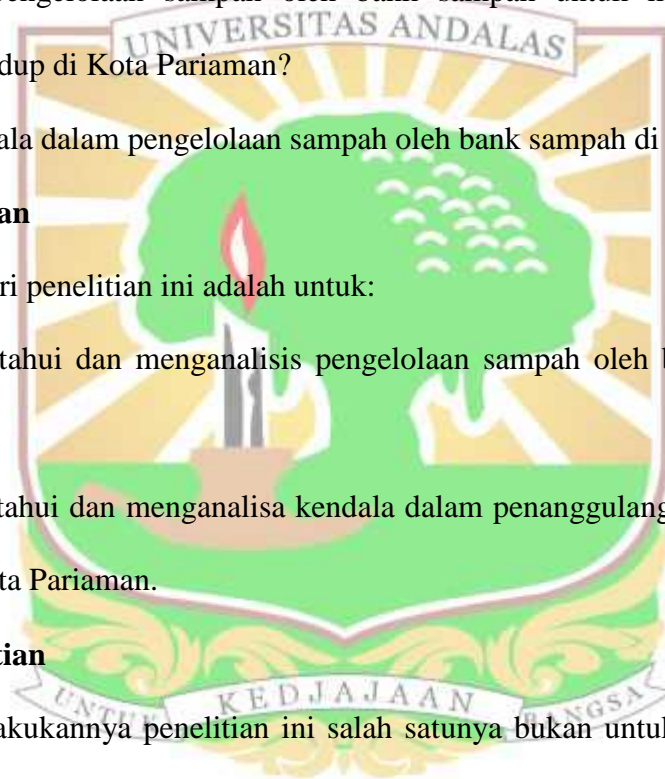 sampah oleh bank sampah untuk
UNIVERSITAS ANDALAS
dup di Kota Pariaman?
ala dalam pengelolaan sampah oleh bank sampah di
an
ri penelitian ini adalah untuk:
tahui dan menganalisis pengelolaan sampah oleh
tahui dan menganalisa kendala dalam penanggulang
ta Pariaman.
tian
UNTUK KEDJAJAAN BANGSA
akukannya penelitian ini salah satunya bukan untuk